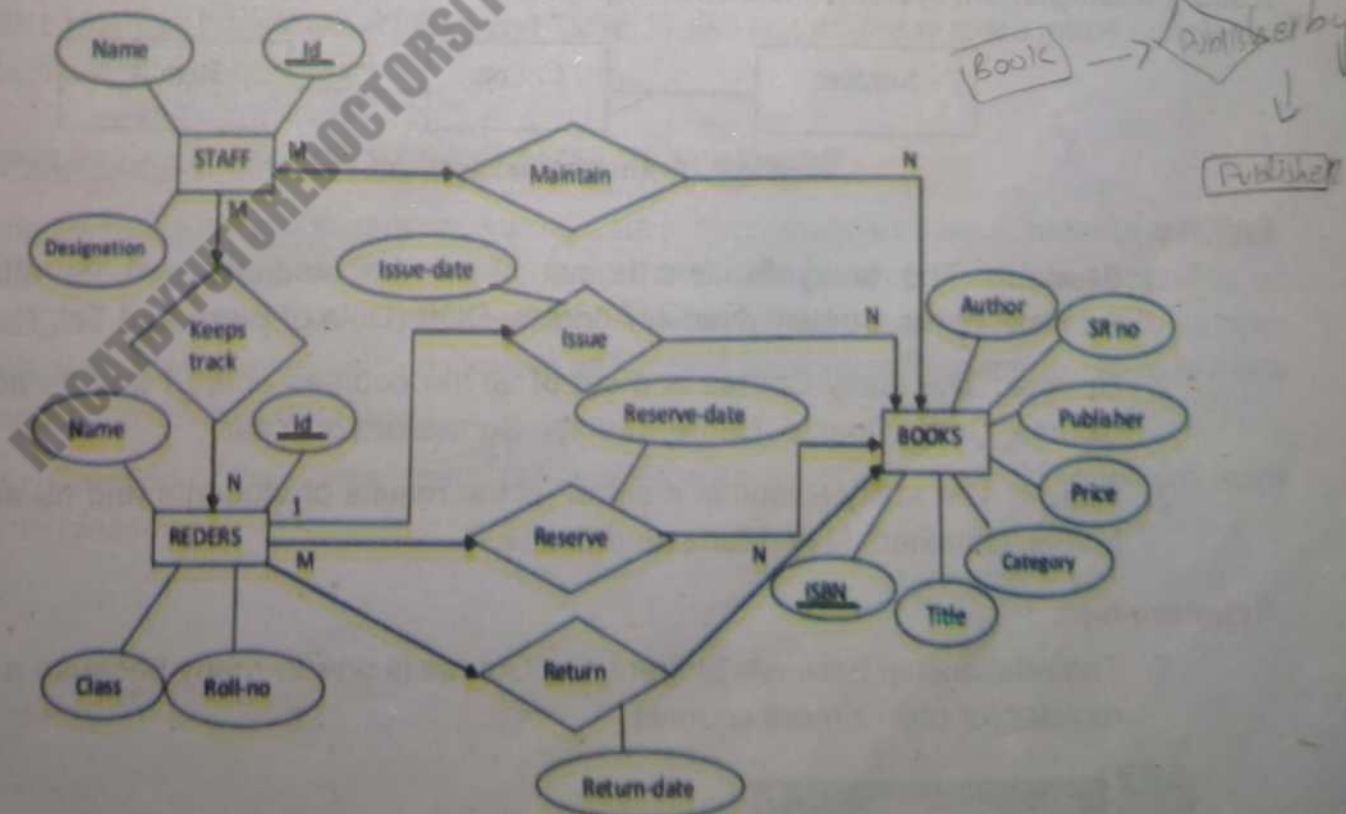 Name
Id
STAFF
M
Maintain
N
M
Designation
Issue-date
Issue
N
Keeps
track
Author
SR no
Name
Id
Reserve-date
BOOKS
Publisher
Price
N
1
REDERS
M
Reserve
N
Category
ISBN
Title
Class
Roll-no
Return
Return-date
Book
Publisher by
Publisher